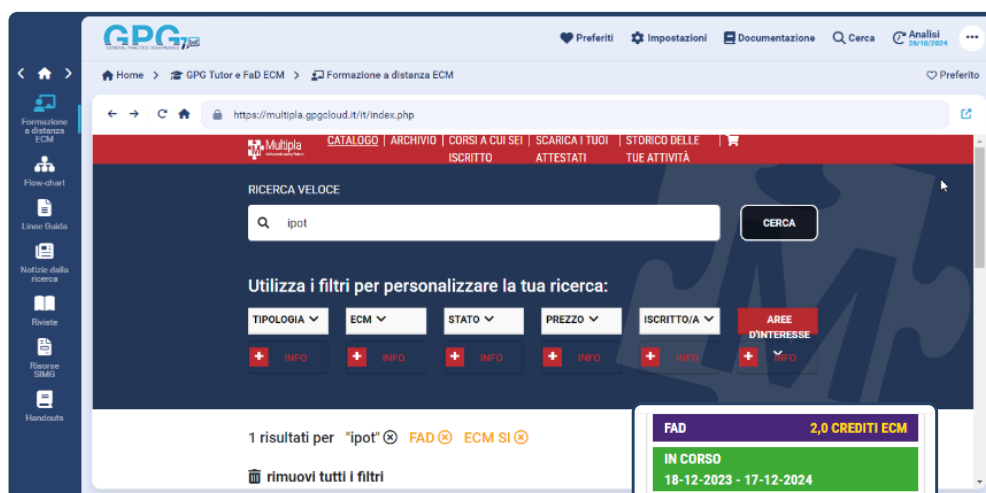 GPG
GENERAL PRACTICE GOVERNANCE
Preferiti
Impostazioni
Documentazione
Cerca
Analisi
26/10/2024
Home > GPG Tutor e FaD ECM > Formazione a distanza ECM
Preferito
Formazione
a distanza
ECM
Flow-chart
Linee Guida
Notizie dalla
ricerca
Riviste
Risorse
SIMG
Handouts
https://multipla.gpgcloud.it/it/index.php
Multipla
CATALOGO | ARCHIVIO | CORSI A CUI SEI | SCARICA I TUOI | STORICO DELLE |
ISCRITTO ATTESTATI TUE ATTIVITÀ
RICERCA VELOCE
ipot
CERCA
Utilizza i filtri per personalizzare la tua ricerca:
TIPOLOGIA ECM STATO PREZZO ISCRITTO/A AREE
D'INTERESSE
+ INFO + INFO + INFO + INFO + INFO + INFO
1 risultati per "ipot" FAD ECM SI
rimuovi tutti i filtri
FAD 2,0 CREDITI ECM
IN CORSO
18-12-2023 - 17-12-2024